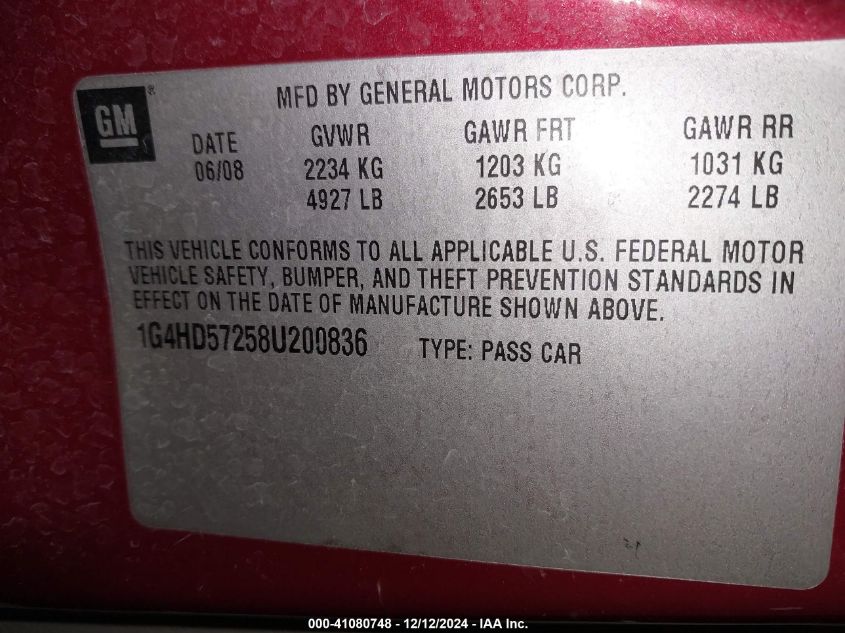 MFD BY GENERAL MOTORS CORP.
GM®
DATE GVWR GAWR FRT GAWR RR
06/08 2234 KG 1203 KG 1031 KG
4927 LB 2653 LB 2274 LB
THIS VEHICLE CONFORMS TO ALL APPLICABLE U.S. FEDERAL MOTOR
VEHICLE SAFETY, BUMPER, AND THEFT PREVENTION STANDARDS IN
EFFECT ON THE DATE OF MANUFACTURE SHOWN ABOVE.
1G4HD57258U200836 TYPE: PASS CAR
000-41080748 - 12/12/2024 - IAA Inc.